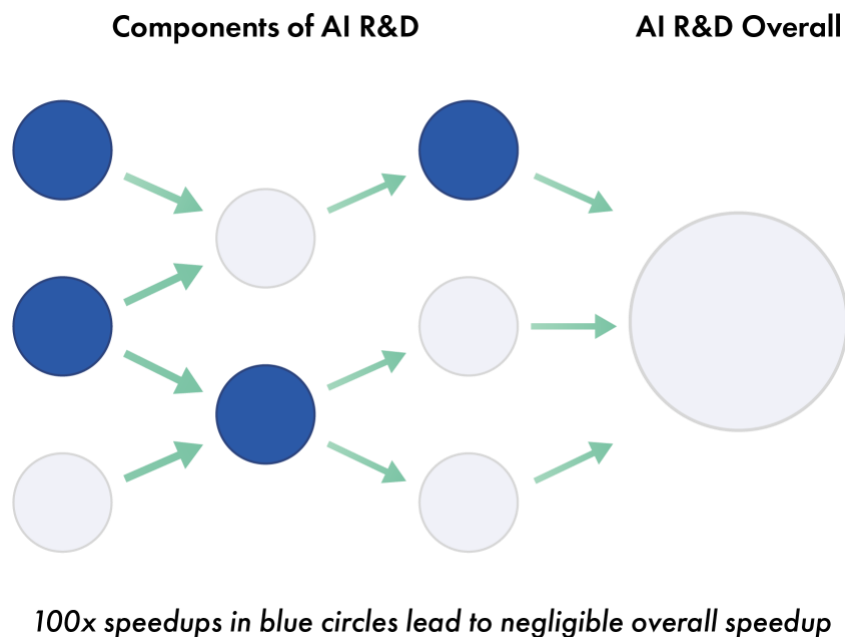 Components of AI R&D
AI R&D Overall
100x speedups in blue circles lead to negligible overall speedup